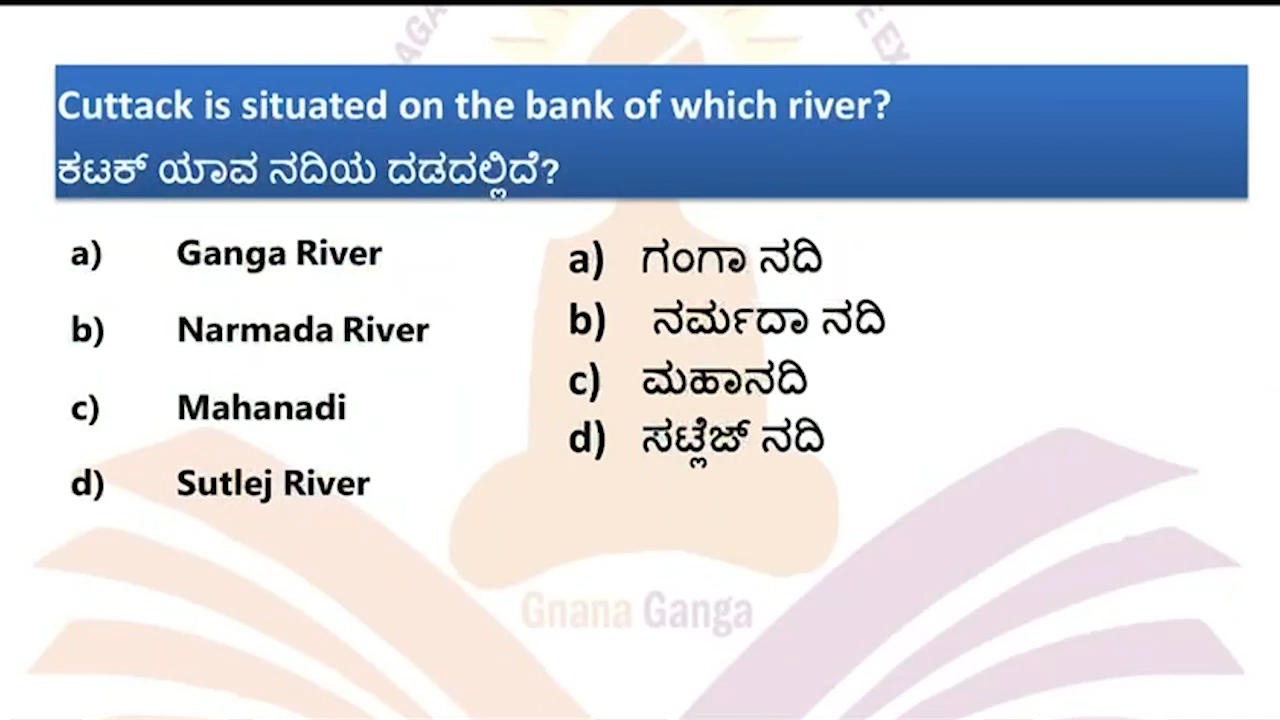 Cuttack is situated on the bank of which river?
ಕಟಕ್ ಯಾವ ನದಿಯ ದಡದಲ್ಲಿದೆ?
a) Ganga River
b) Narmada River
c) Mahanadi
d) Sutlej River
a) ಗಂಗಾ ನದಿ
b) ನರ್ಮದಾ ನದಿ
c) ಮಹಾನದಿ
d) ಸಟ್ಲೆಜ್ ನದಿ
Gnana Ganga